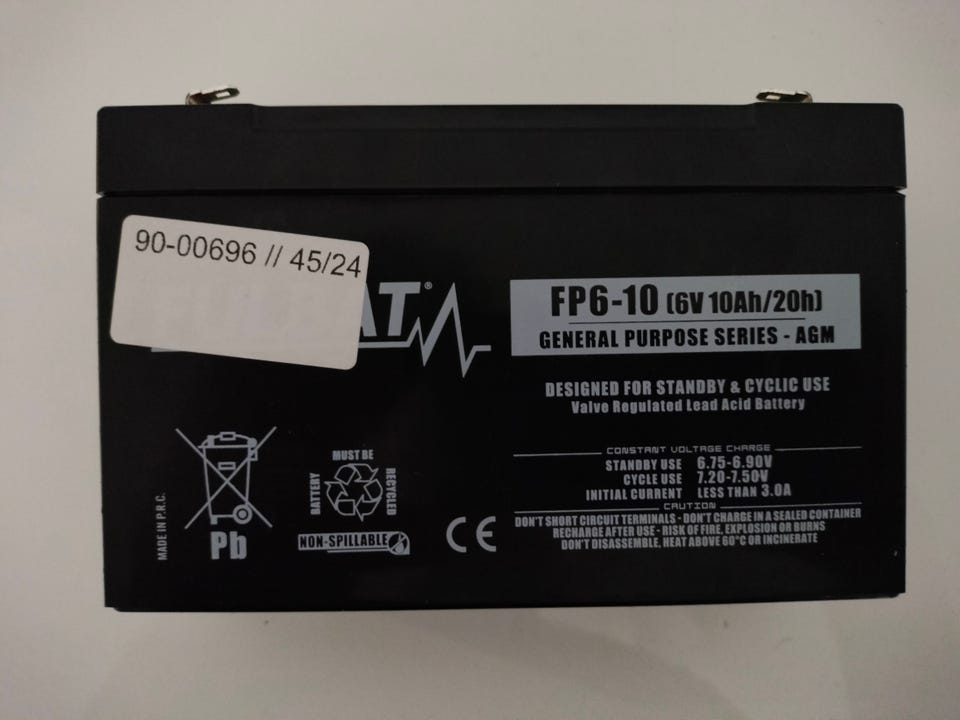 90-00696 // 45/24
AT®
FP6-10 (6V 10Ah/20h)
GENERAL PURPOSE SERIES - AGM
DESIGNED FOR STANDBY & CYCLIC USE
Valve Regulated Lead Acid Battery
CONSTANT VOLTAGE CHARGE
STANDBY USE 6.75-6.90V
CYCLE USE 7.20-7.50V
INITIAL CURRENT LESS THAN 3.0A
CAUTION
DON'T SHORT CIRCUIT TERMINALS - DON'T CHARGE IN A SEALED CONTAINER
RECHARGE AFTER USE - RISK OF FIRE, EXPLOSION OR BURNS
DON'T DISASSEMBLE, HEAT ABOVE 60°C OR INCINERATE
MADE IN P.R.C.
Pb
BATTERY
MUST BE
RECYCLED
NON-SPILLABLE
CE